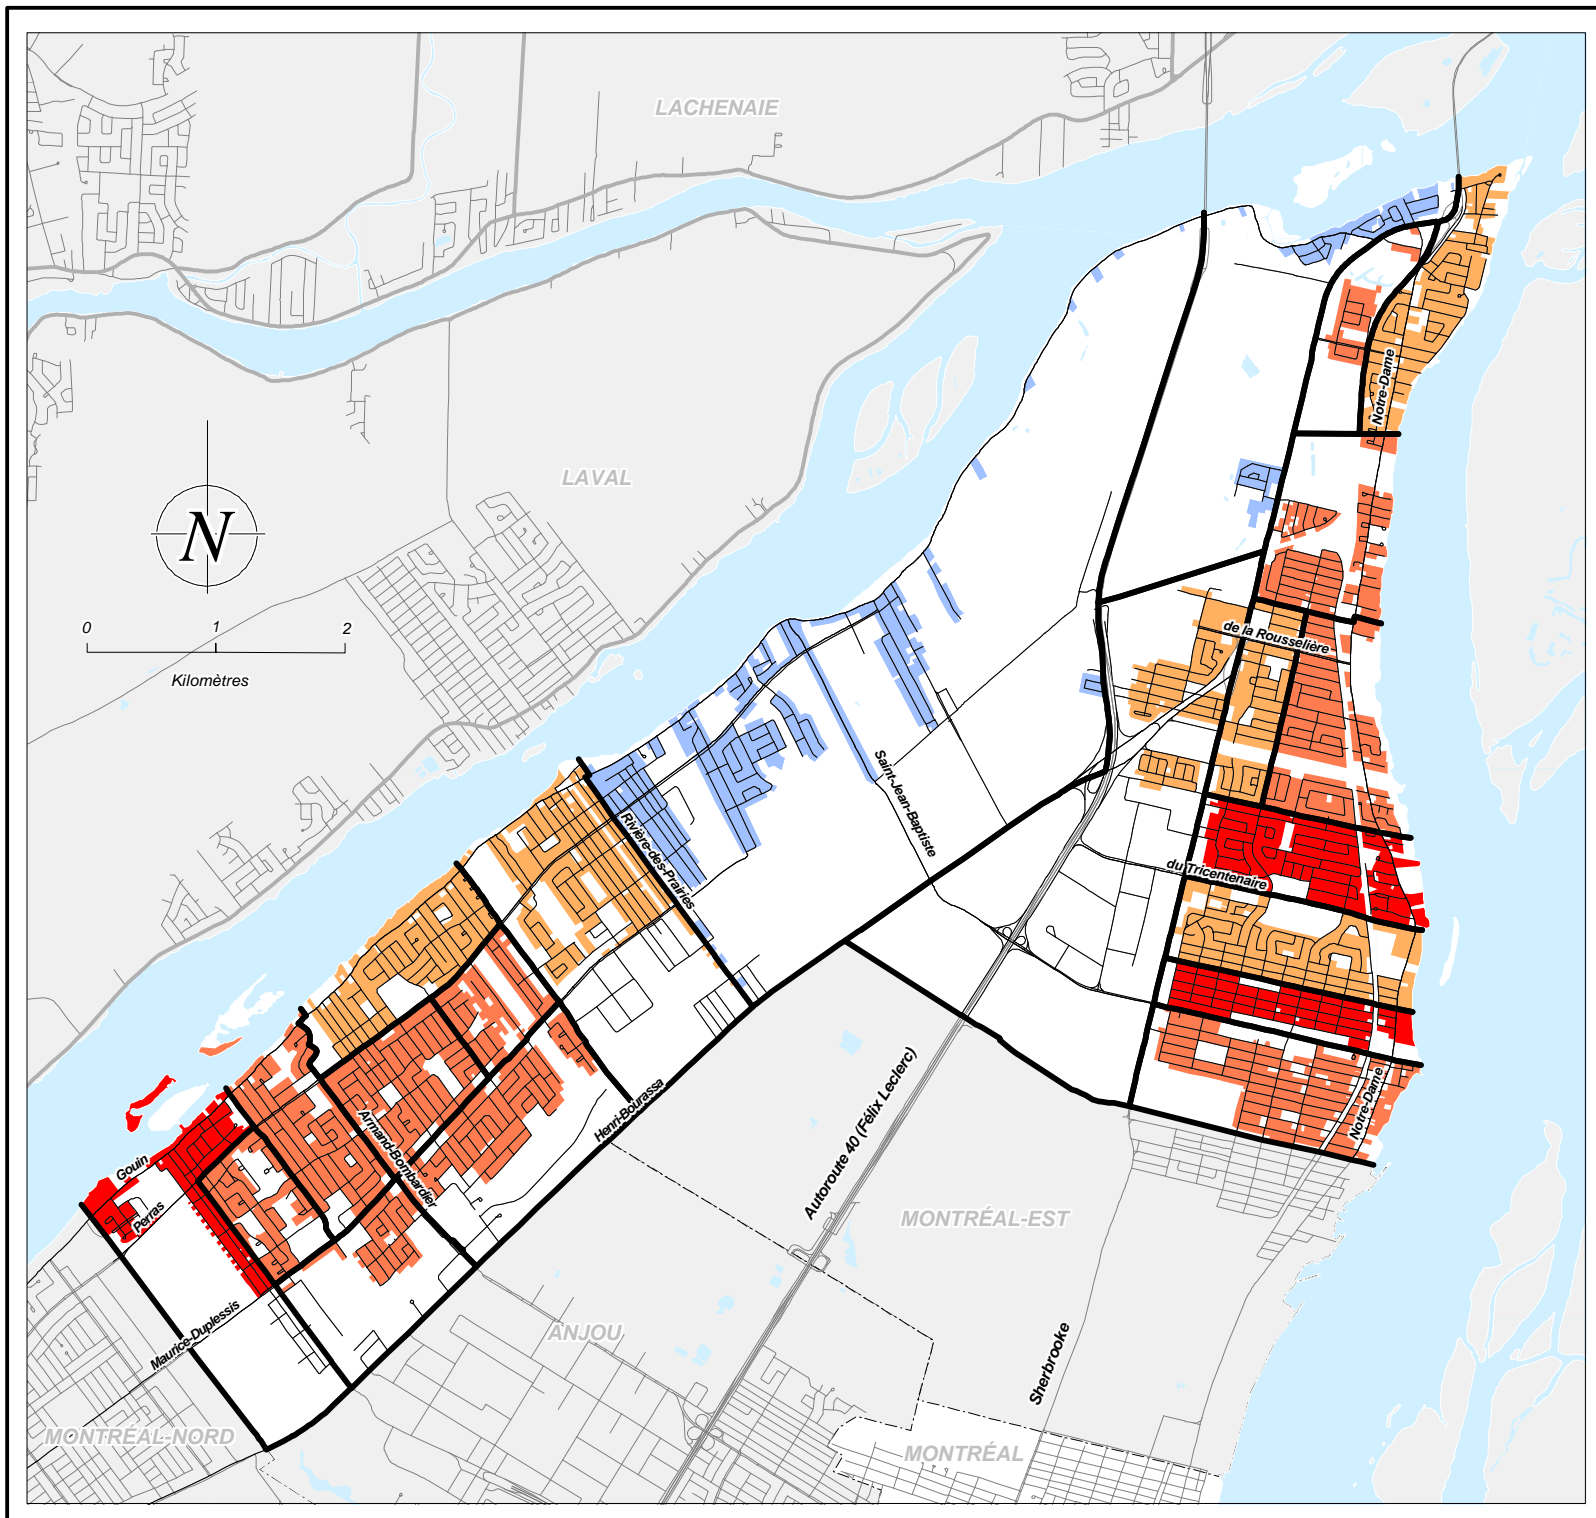 LACHENAIE
Notre-Dame
LAVAL
N
0 1 2
Kilomètres
de la Rousselière
Saint-Jean-Baptiste
Rivière-des-Prairies
du Tricentenaire
Henri-Bourassa
Armand-Bombardier
Autoroute 40 (Félix Leclerc)
Notre-Dame
Gouin
Perras
MONTRÉAL-EST
Maurice-Duplessis
ANJOU
Sherbrooke
MONTRÉAL-NORD
MONTRÉAL